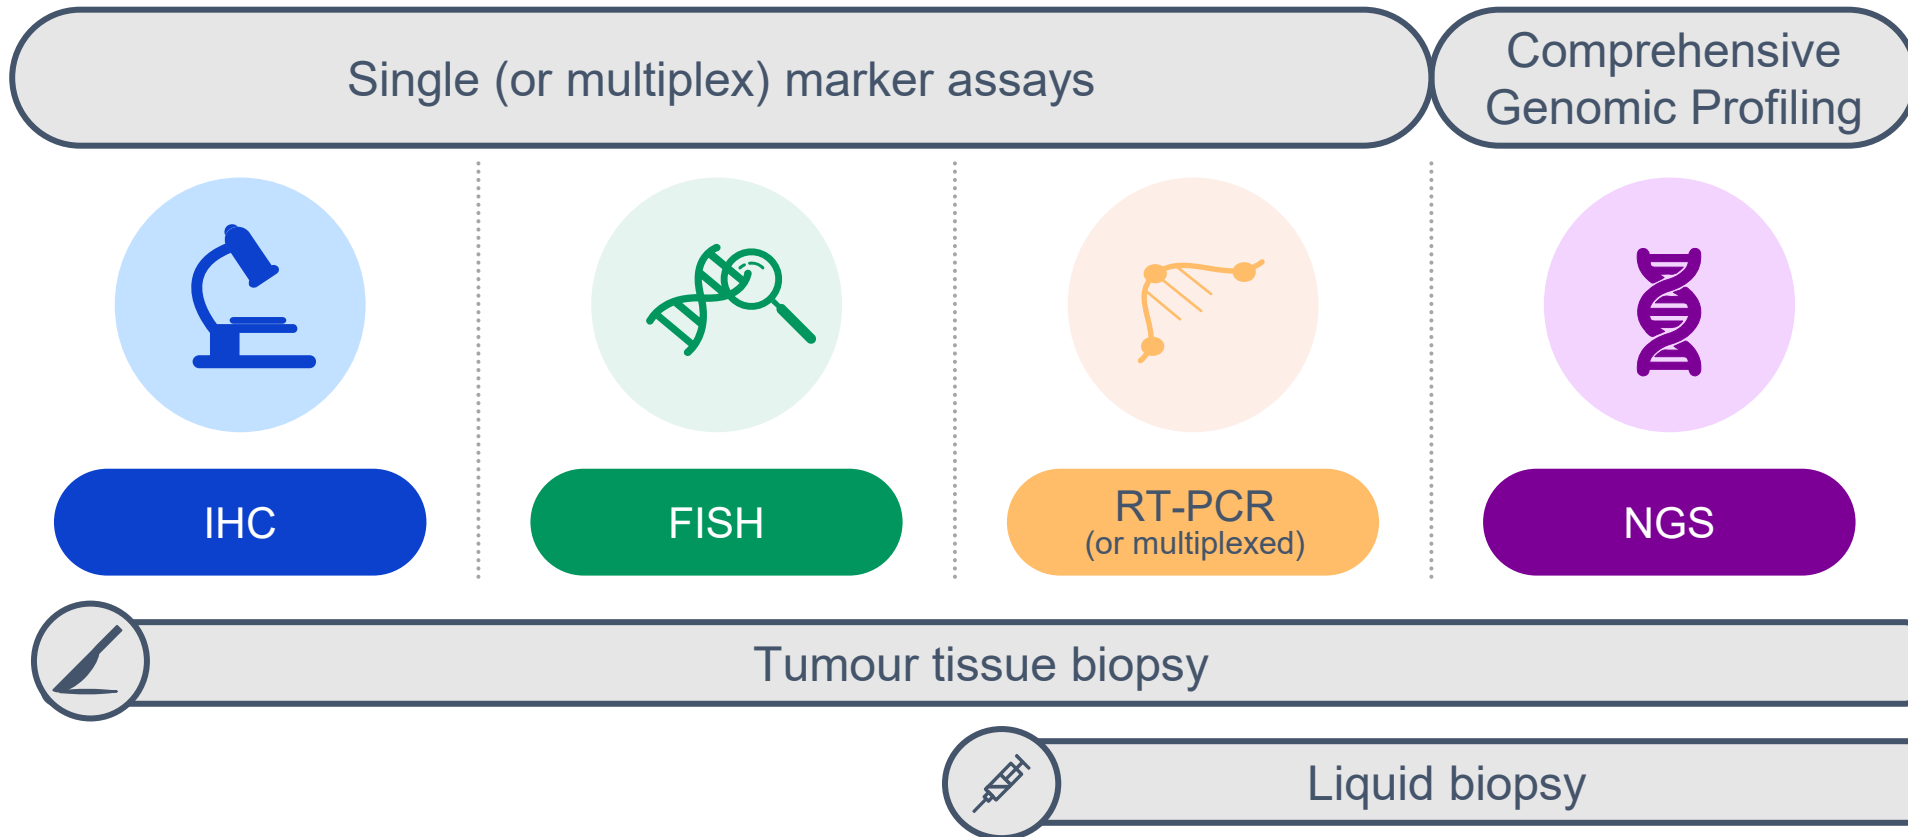 Single (or multiplex) marker assays
Comprehensive
Genomic Profiling
IHC
FISH
RT-PCR
(or multiplexed)
NGS
Tumour tissue biopsy
Liquid biopsy